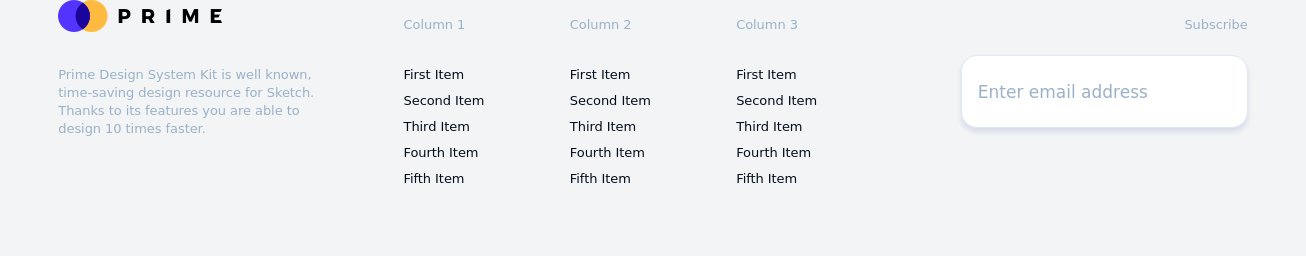 PRIME
Prime Design System Kit is well known,
time-saving design resource for Sketch.
Thanks to its features you are able to
design 10 times faster.
Column 1
First Item
Second Item
Third Item
Fourth Item
Fifth Item
Column 2
First Item
Second Item
Third Item
Fourth Item
Fifth Item
Column 3
First Item
Second Item
Third Item
Fourth Item
Fifth Item
Subscribe
Enter email address